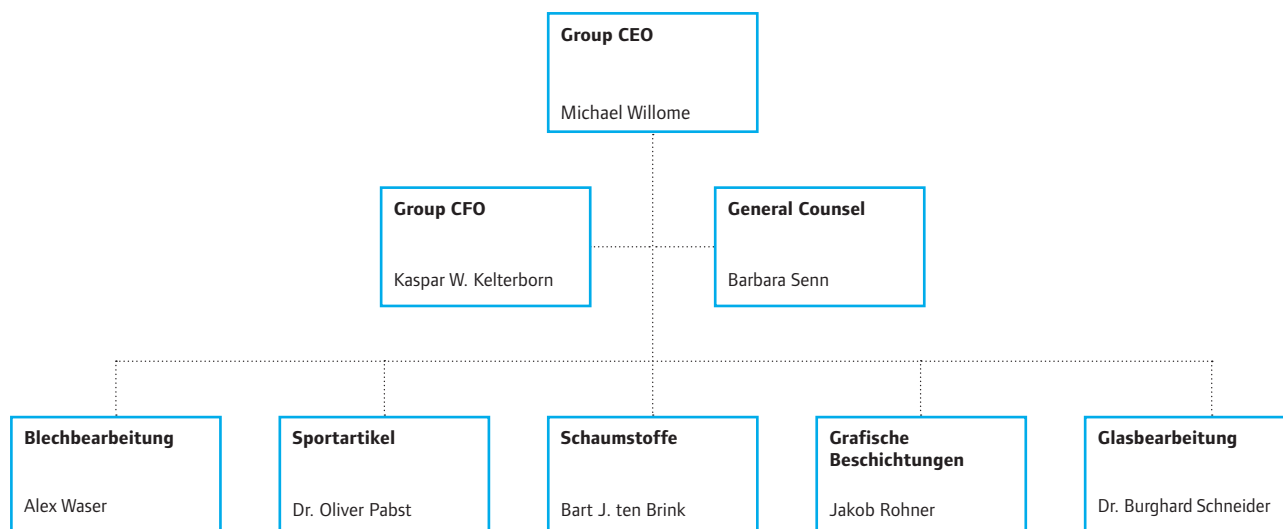 Group CEO
Michael Willome
Group CFO
Kaspar W. Kelterborn
General Counsel
Barbara Senn
Blechbearbeitung
Alex Waser
Sportartikel
Dr. Oliver Pabst
Schaumstoffe
Bart J. ten Brink
Grafische
Beschichtungen
Jakob Rohner
Glasbearbeitung
Dr. Burghard Schneider